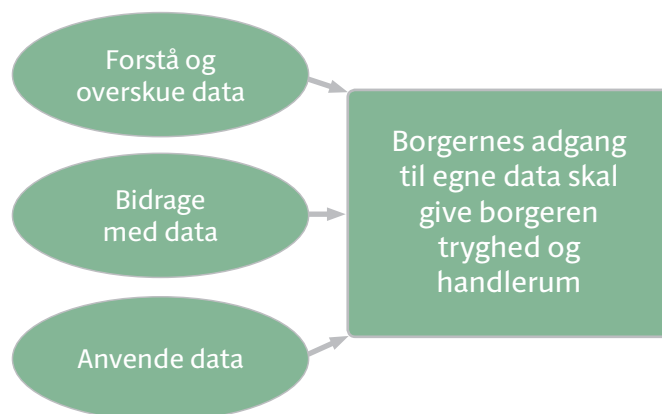 Forstå og
overskue data
Bidrage
med data
Anvende data
Borgernes adgang
til egne data skal
give borgeren
tryghed og
handlerum